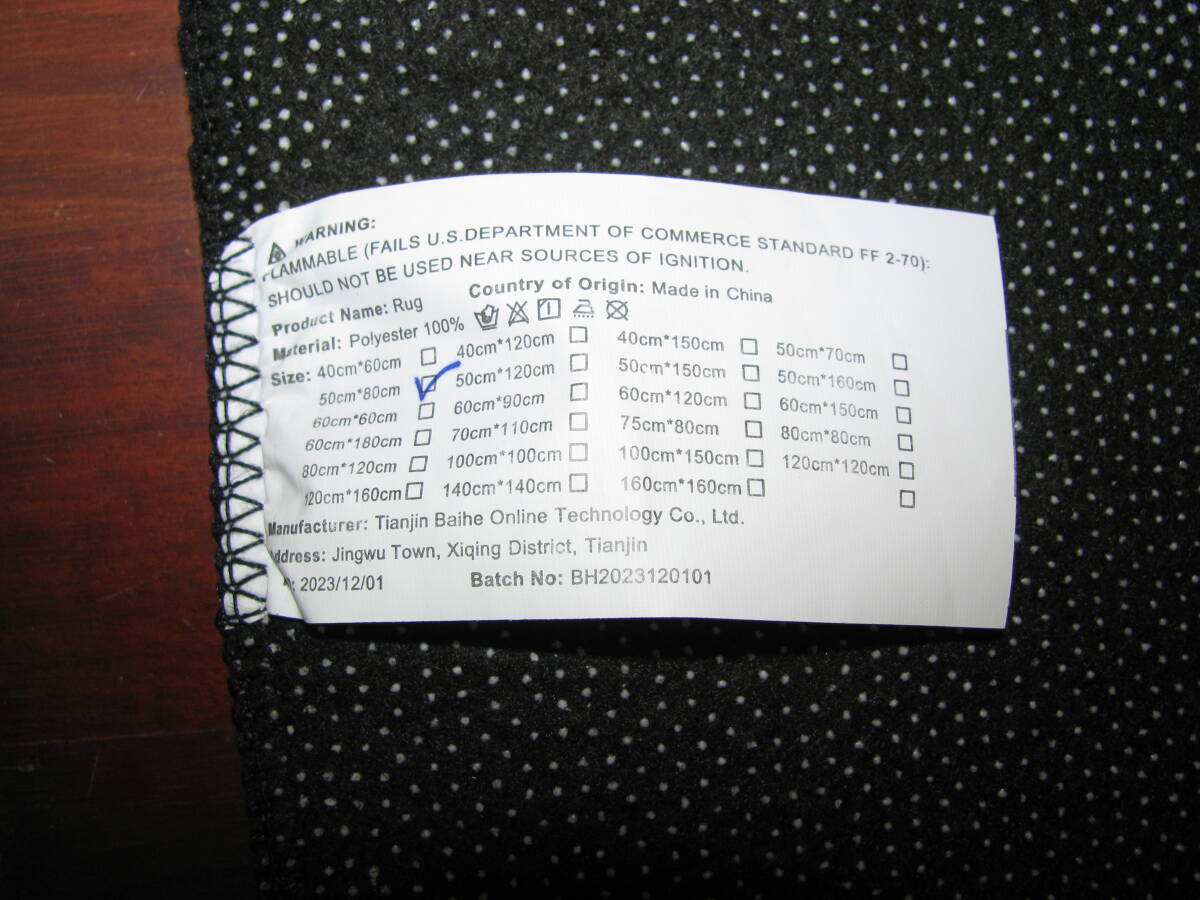 WARNING:
FLAMMABLE (FAILS U.S.DEPARTMENT OF COMMERCE STANDARD FF 2-70):
SHOULD NOT BE USED NEAR SOURCES OF IGNITION.
Product Name: Rug Country of Origin: Made in China
Material: Polyester 100%
Size: 40cm*60cm 40cm*120cm 40cm*150cm 50cm*70cm
50cm*80cm 50cm*120cm 50cm*150cm 50cm*160cm
60cm*60cm 60cm*90cm 60cm*120cm 60cm*150cm
60cm*180cm 70cm*110cm 75cm*80cm 80cm*80cm
80cm*120cm 100cm*100cm 100cm*150cm 120cm*120cm
120cm*160cm 140cm*140cm 160cm*160cm
Manufacturer: Tianjin Baihe Online Technology Co., Ltd.
Address: Jingwu Town, Xiqing District, Tianjin
2023/12/01 Batch No: BH2023120101